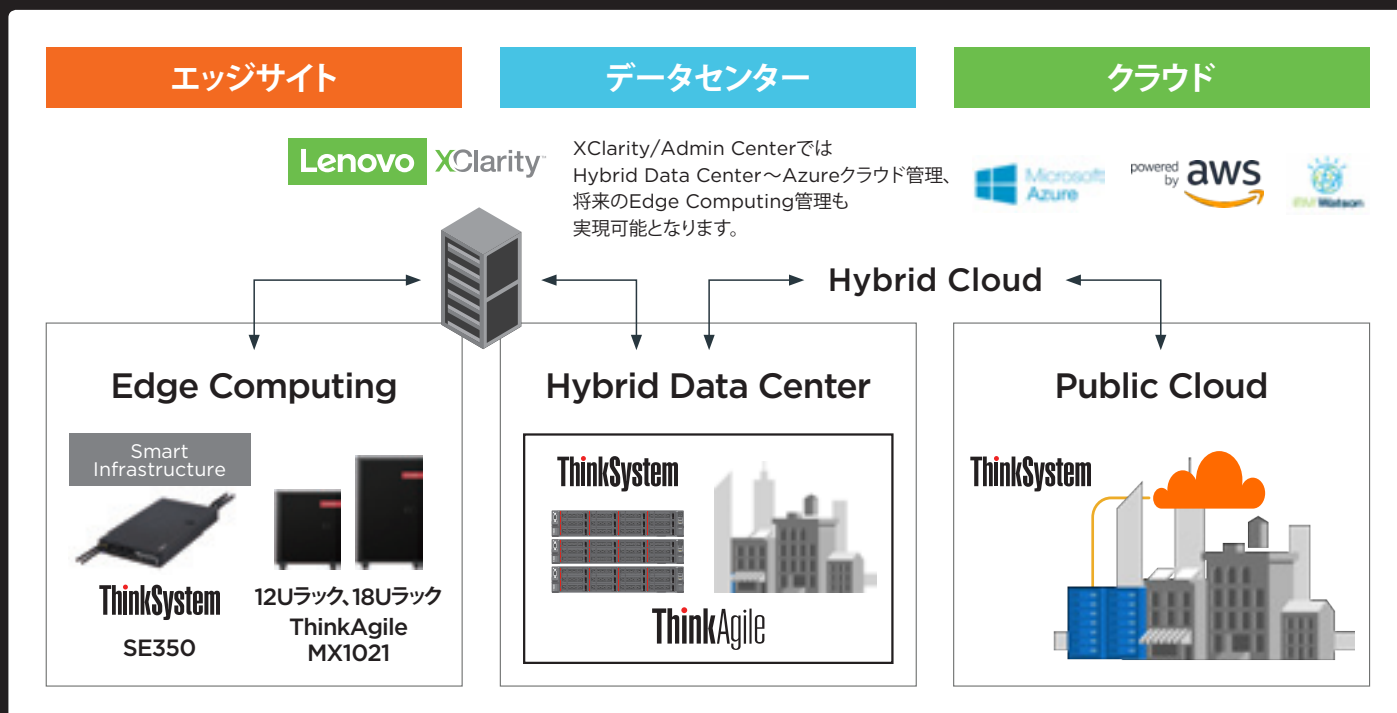 エッジサイト
データセンター
クラウド
Lenovo XClarity
XClarity/Admin Centerでは
Hybrid Data Center～Azureクラウド管理、
将来のEdge Computing管理も
実現可能となります。
Microsoft
Azure
powered
by
aws
IBM Watson
Hybrid Cloud
Edge Computing
Smart
Infrastructure
ThinkSystem
SE350
12Uラック、18Uラック
ThinkAgile
MX1021
Hybrid Data Center
ThinkSystem
ThinkAgile
Public Cloud
ThinkSystem